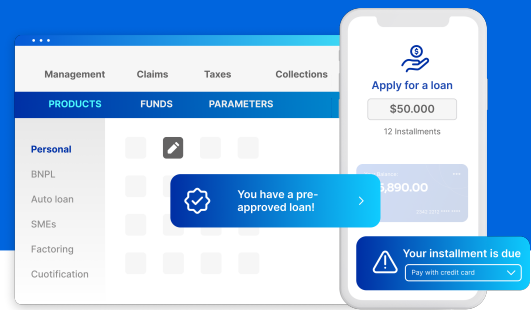 Management Claims Taxes Collections
PRODUCTS FUNDS PARAMETERS
Personal
BNPL
Auto loan
SMEs
Factoring
Cuotification
You have a pre-
approved loan!
Apply for a loan
$50.000
12 Installments
,890.00
Your installment is due
Pay with credit card